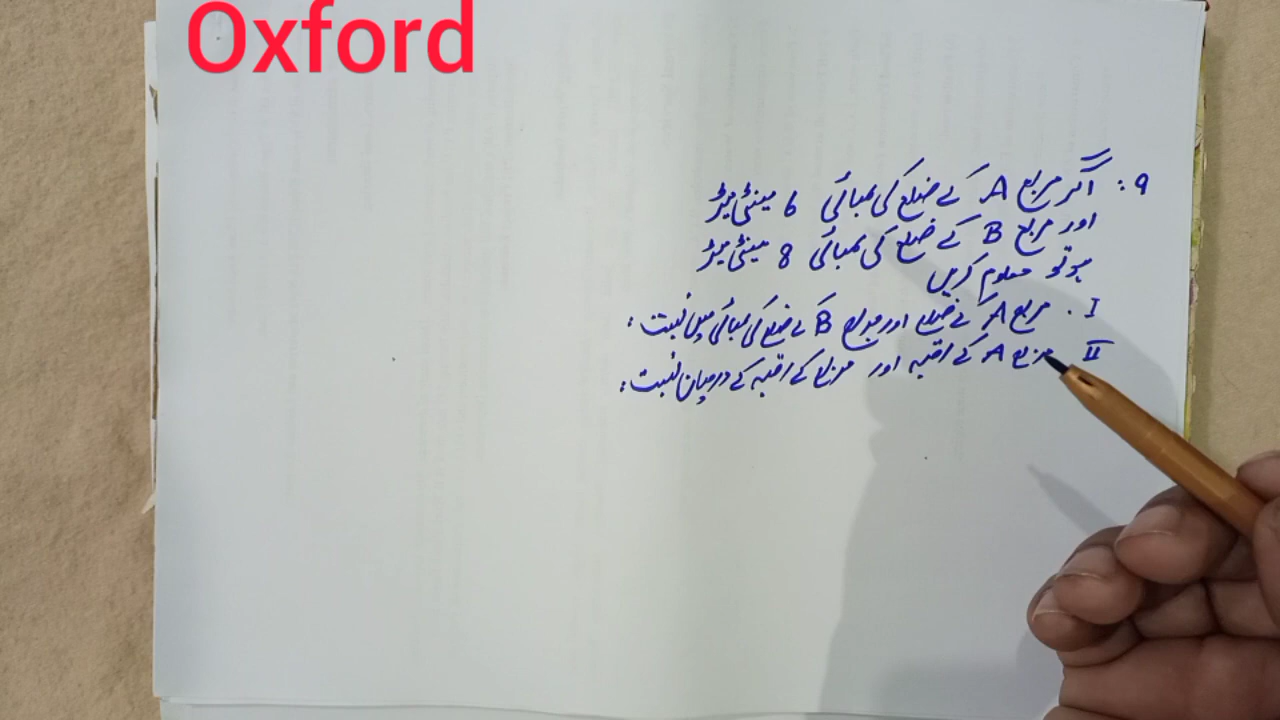 Oxford
9: اگر مربع A کے ضلع کی لمبائی 6 سینٹی میٹر
اور مربع B کے ضلع کی لمبائی 8 سینٹی میٹر
ہو تو معلوم کریں
I. مربع A کے ضلع اور مربع B کے ضلع کی لمبائی میں نسبت:
II مربع A کے رقبہ اور مربع کے رقبہ کے درمیان نسبت: